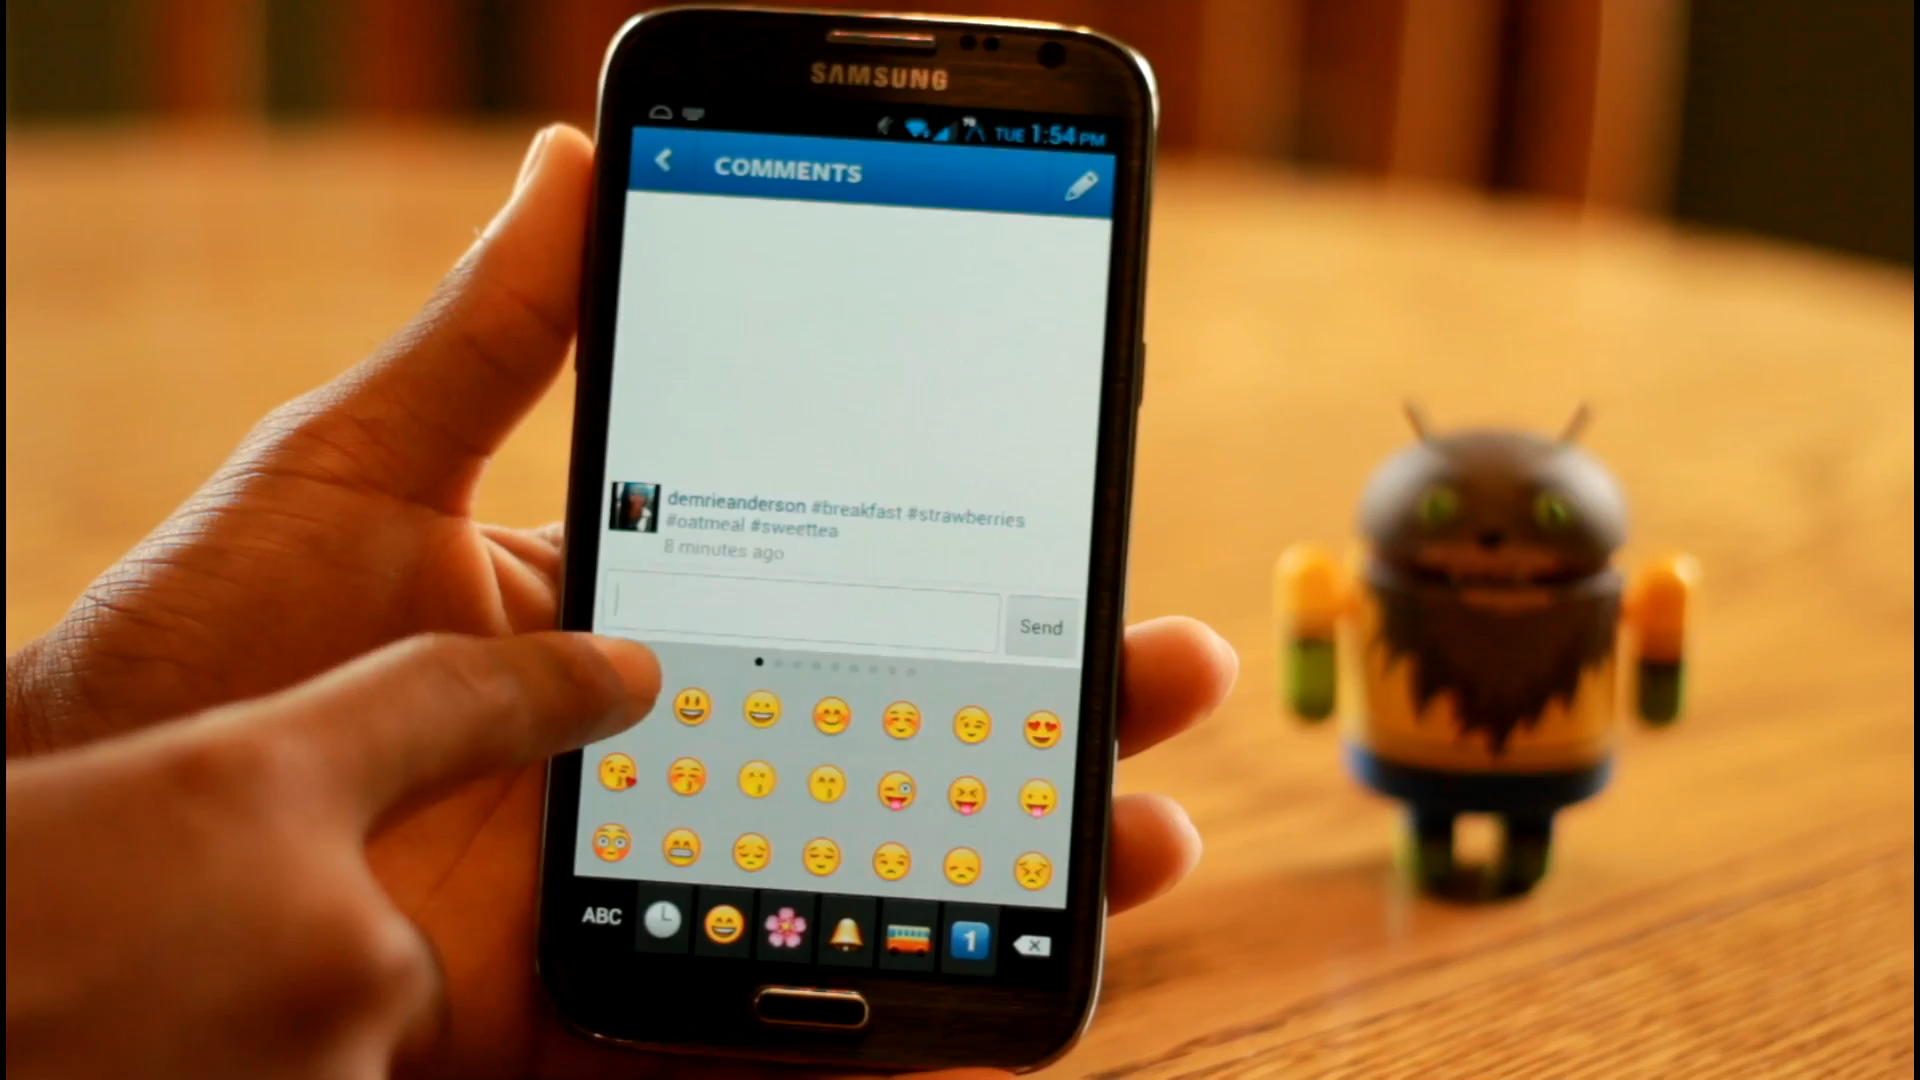 SAMSUNG
TUE 1:54 PM
COMMENTS
demrieanderson #breakfast #strawberries
#oatmeal #sweettea
8 minutes ago
Send
ABC
1